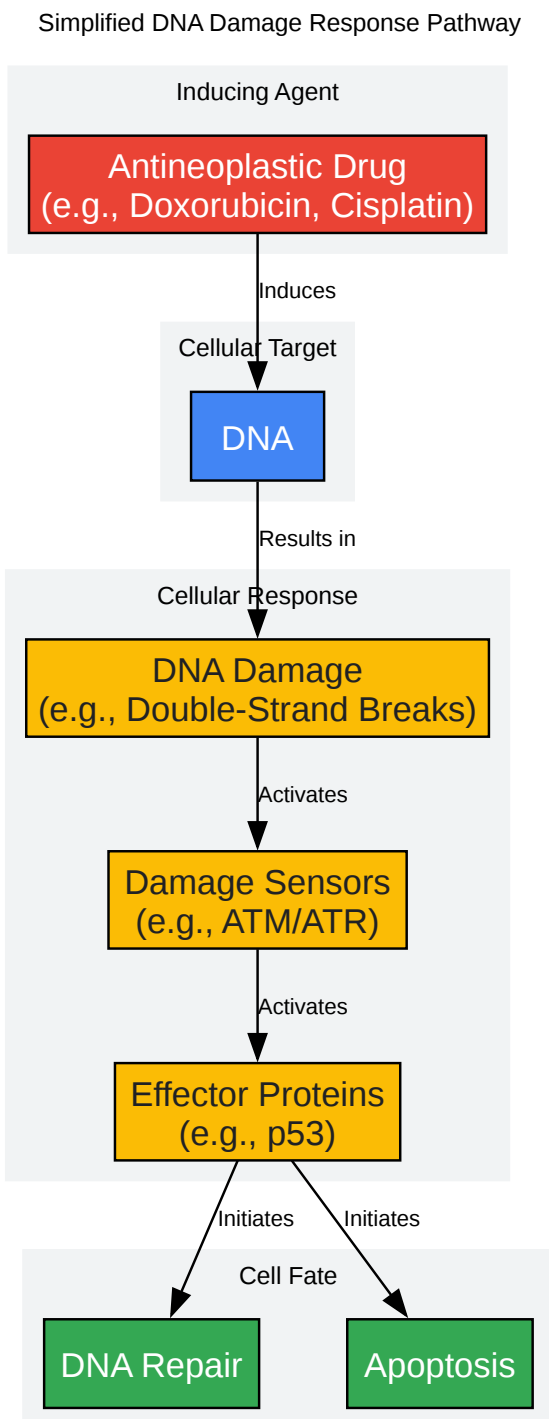 Simplified DNA Damage Response Pathway
Inducing Agent
Antineoplastic Drug
(e.g., Doxorubicin, Cisplatin)
Induces
Cellular Target
DNA
Results in
Cellular Response
DNA Damage
(e.g., Double-Strand Breaks)
Activates
Damage Sensors
(e.g., ATM/ATR)
Activates
Effector Proteins
(e.g., p53)
Initiates
Initiates
Cell Fate
DNA Repair
Apoptosis